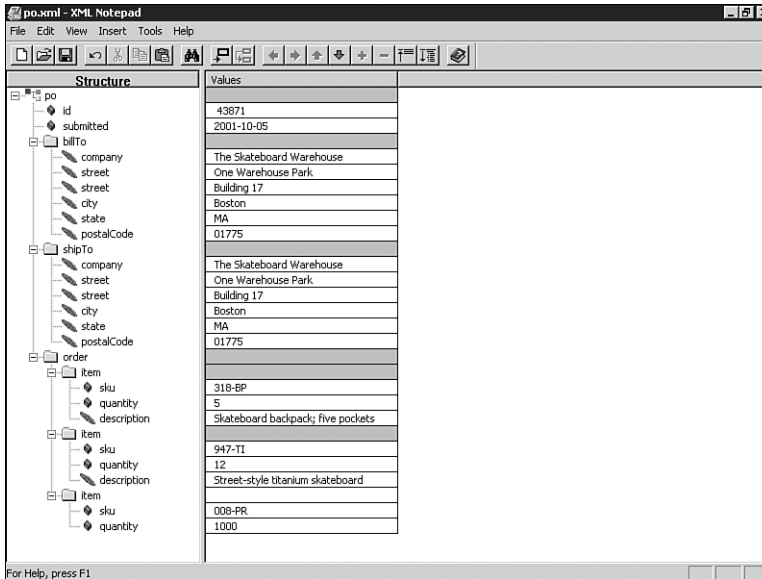 po.xml - XML Notepad
File Edit View Insert Tools Help
Structure Values
po
id 43871
submitted 2001-10-05
billTo
company The Skateboard Warehouse
street One Warehouse Park
street Building 17
city Boston
state MA
postalCode 01775
shipTo
company The Skateboard Warehouse
street One Warehouse Park
street Building 17
city Boston
state MA
postalCode 01775
order
item
sku 318-BP
quantity 5
description Skateboard backpack; five pockets
item
sku 947-TI
quantity 12
description Street-style titanium skateboard
item
sku 008-PR
quantity 1000
For Help, press F1